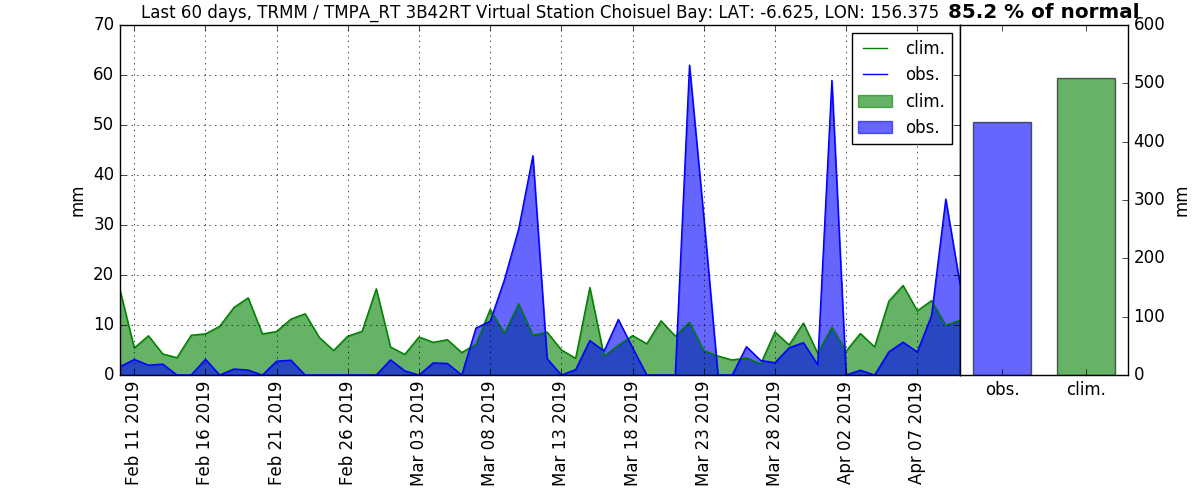 Last 60 days, TRMM / TMPA_RT 3B42RT Virtual Station Choisuel Bay: LAT: -6.625, LON: 156.375 85.2 % of normal
70
60
50
40
30
20
10
0
mm
clim.
obs.
clim.
obs.
600
500
400
300
200
100
0
mm
obs.
clim.
Feb 11 2019
Feb 16 2019
Feb 21 2019
Feb 26 2019
Mar 03 2019
Mar 08 2019
Mar 13 2019
Mar 18 2019
Mar 23 2019
Mar 28 2019
Apr 02 2019
Apr 07 2019